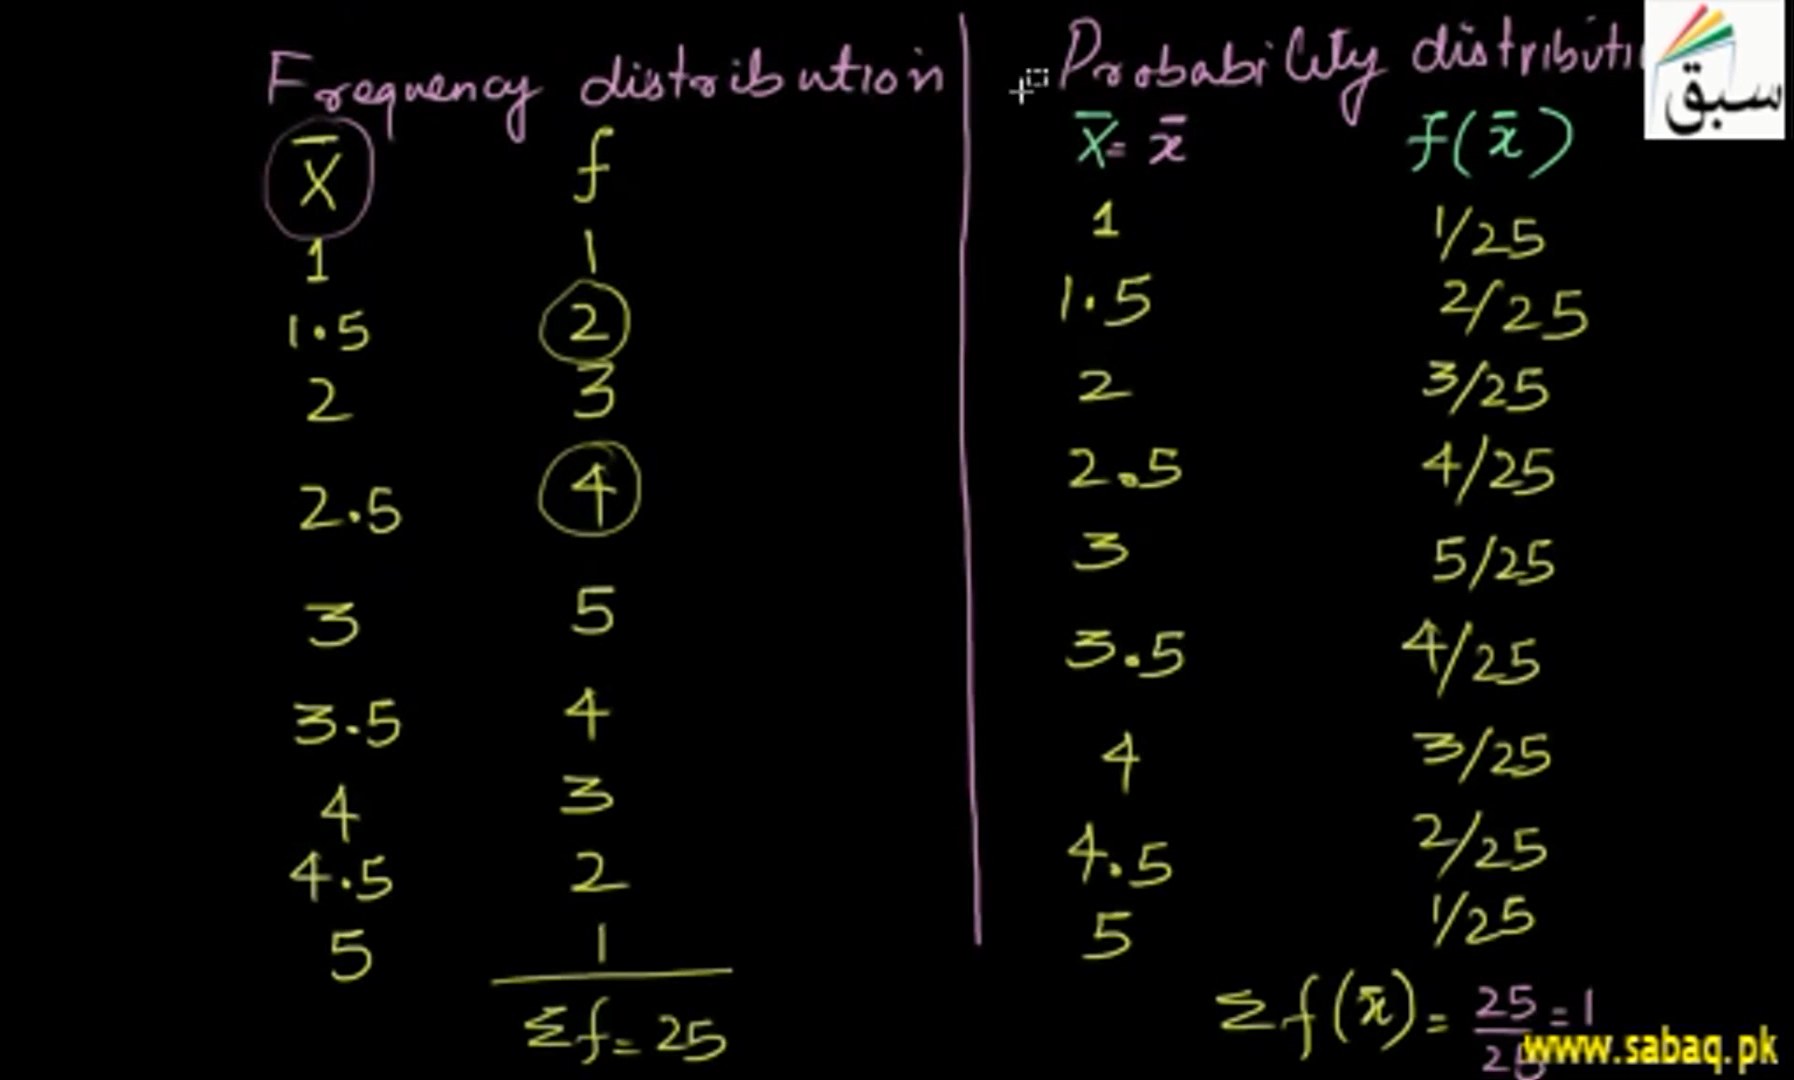 Frequency distribution
X̄ f
1 1
1.5 2
2 3
2.5 4
3 5
3.5 4
4 3
4.5 2
5 1
Σf = 25
Probability distributi
X̄ = x̄ f(x̄)
1 1/25
1.5 2/25
2 3/25
2.5 4/25
3 5/25
3.5 4/25
4 3/25
4.5 2/25
5 1/25
Σf(x̄) = 25/25 = 1
سبق
www.sabaq.pk